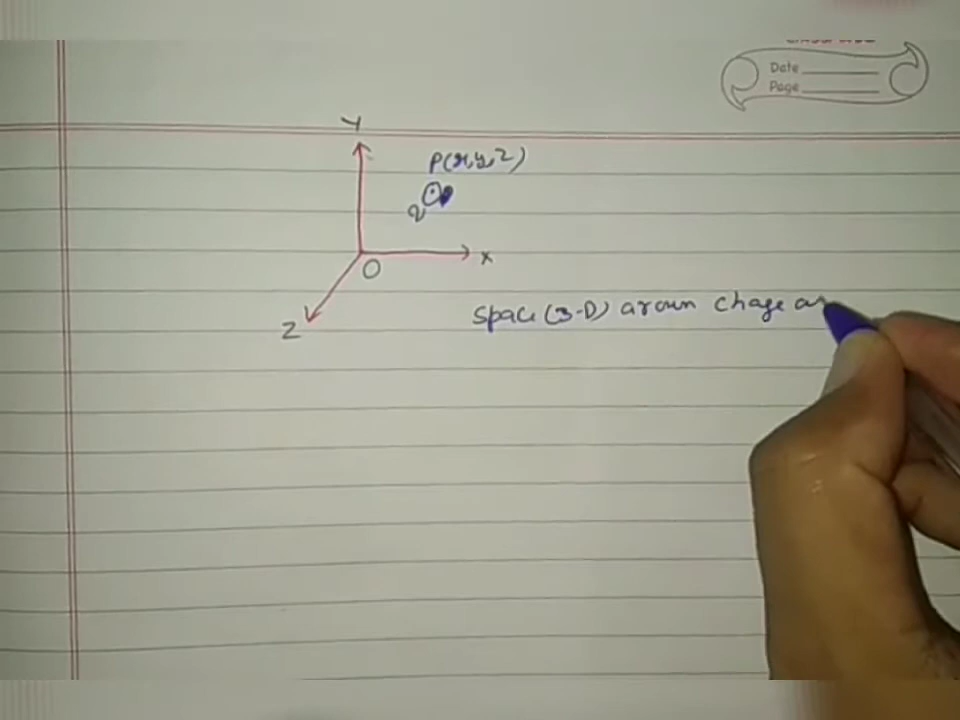 Date
Page
Y
P(x,y,z)
q
X
O
Z
Space (3-D) aroun chage